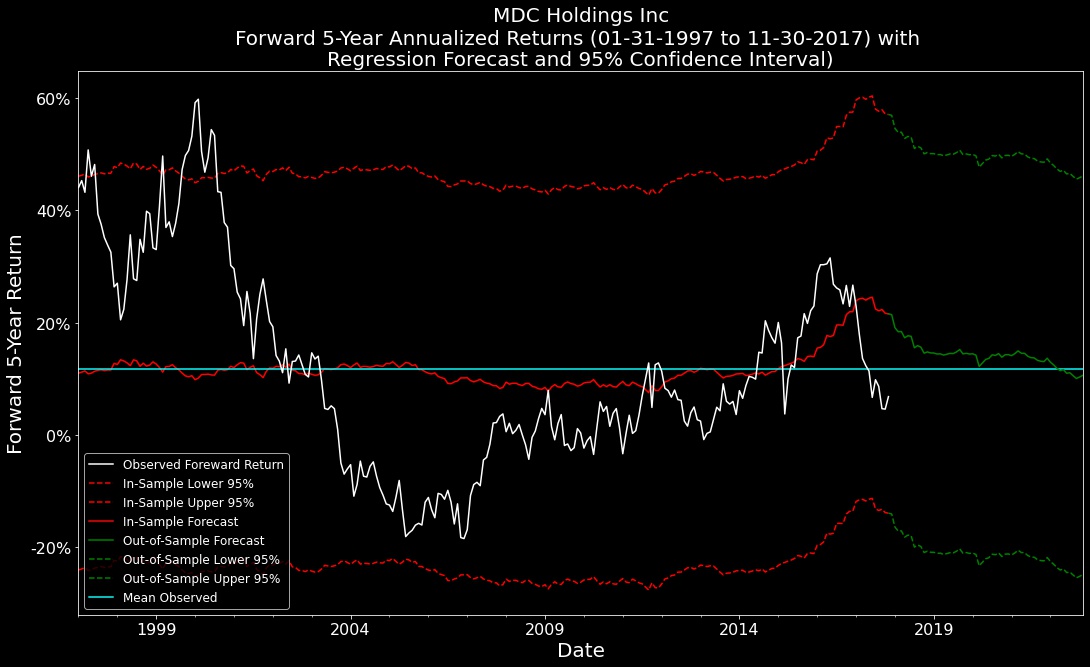 MDC Holdings Inc
Forward 5-Year Annualized Returns (01-31-1997 to 11-30-2017) with
Regression Forecast and 95% Confidence Interval)
60%
40%
20%
0%
-20%
Forward 5-Year Return
Observed Foreward Return
In-Sample Lower 95%
In-Sample Upper 95%
In-Sample Forecast
Out-of-Sample Forecast
Out-of-Sample Lower 95%
Out-of-Sample Upper 95%
Mean Observed
1999
2004
2009
2014
2019
Date